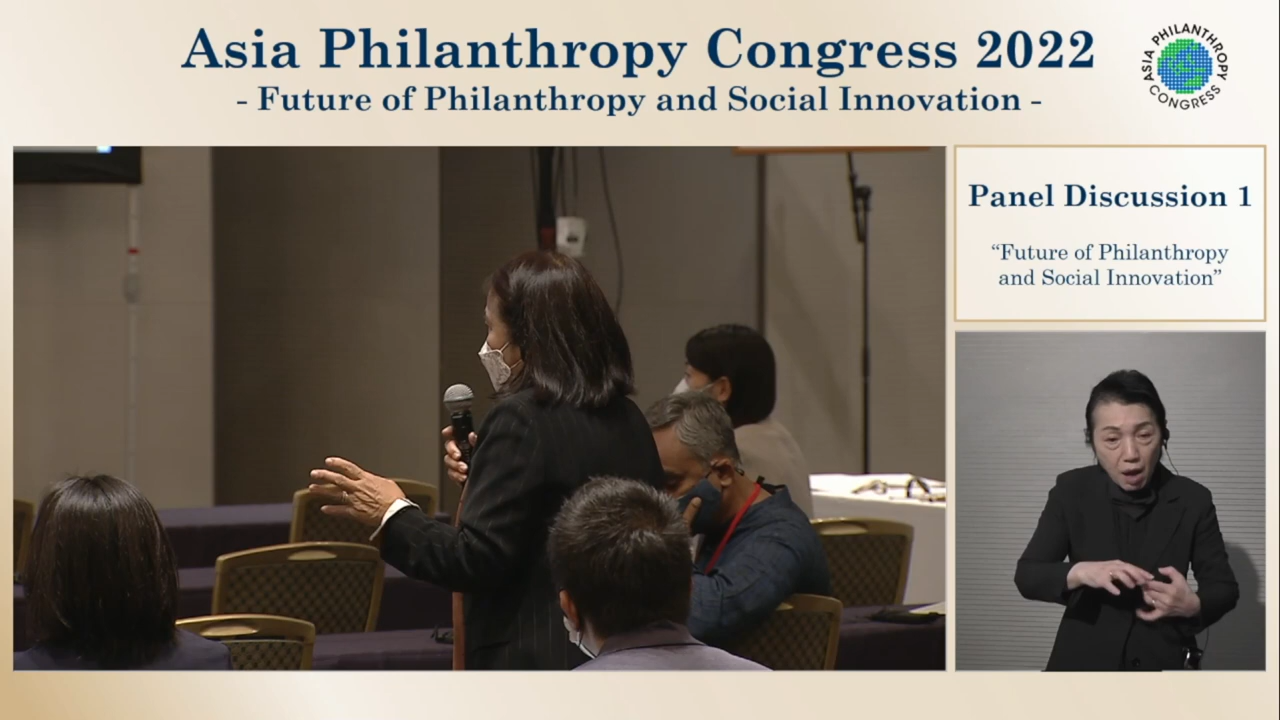 Asia Philanthropy Congress 2022
- Future of Philanthropy and Social Innovation -
ASIA PHILANTHROPY CONGRESS
Panel Discussion 1
“Future of Philanthropy
and Social Innovation”